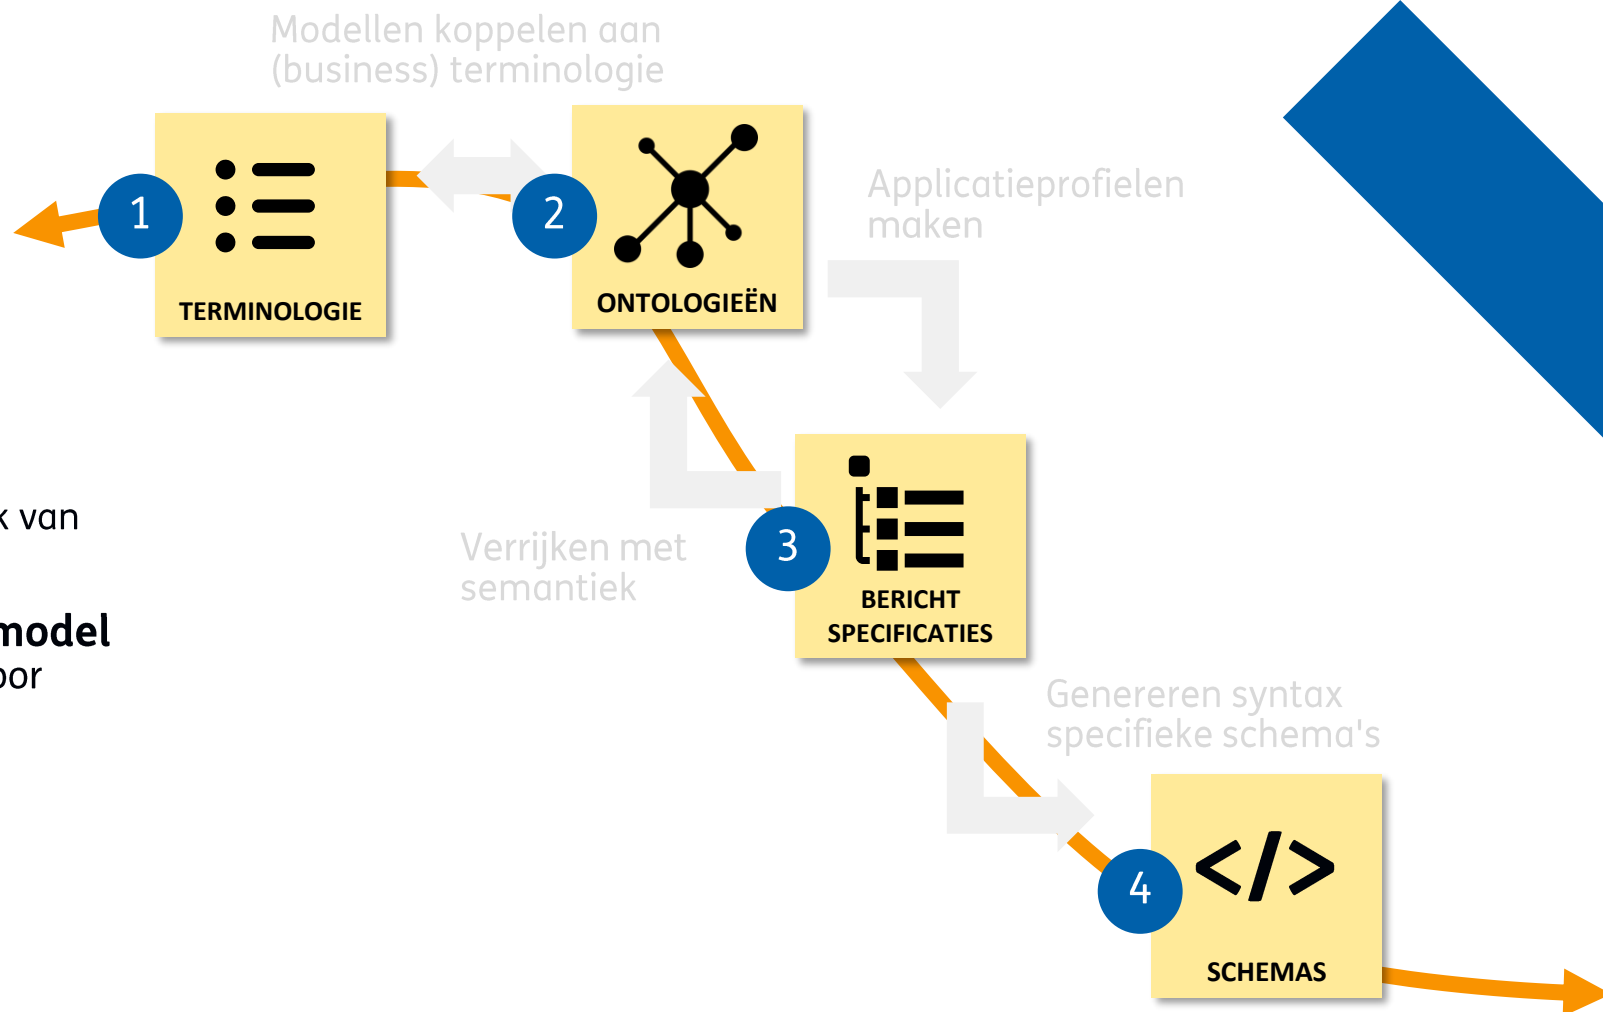 Modellen koppelen aan
(business) terminologie
1
TERMINOLOGIE
2
ONTOLOGIEËN
Applicatieprofielen
maken
Verrijken met
semantiek
3
BERICHT
SPECIFICATIES
van
model
Genereren syntax
specifieke schema's
4
</>
SCHEMAS